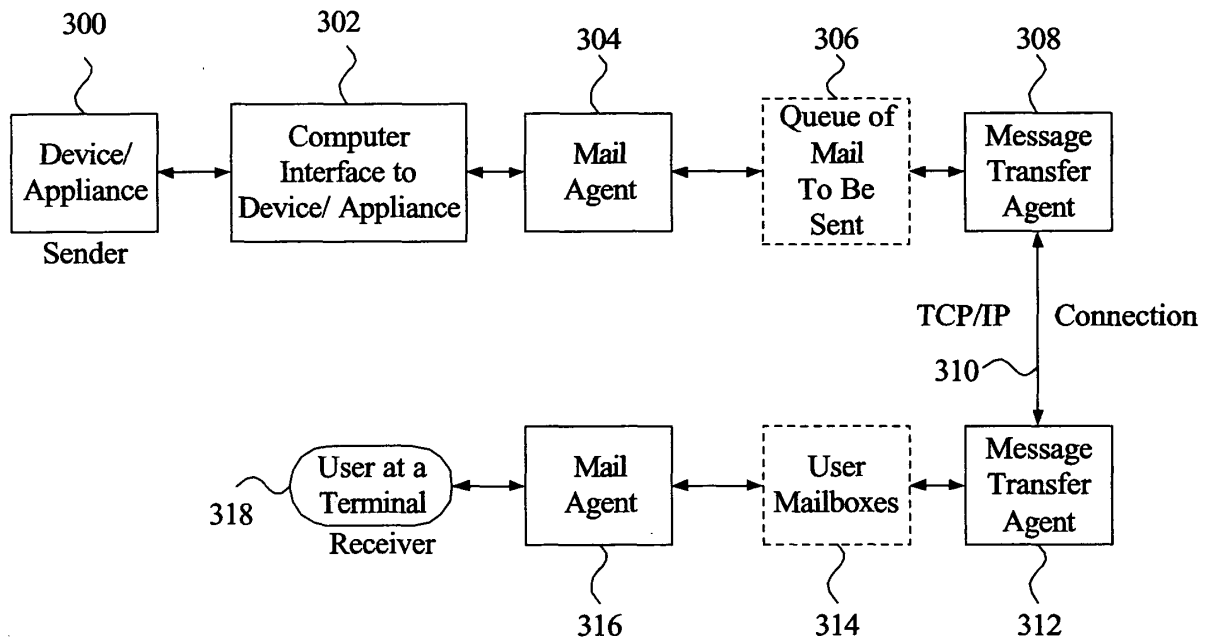 300
302
304
306
308
Device/
Appliance
Sender
Computer
Interface to
Device/ Appliance
Mail
Agent
Queue of
Mail
To Be
Sent
Message
Transfer
Agent
TCP/IP Connection
310
User at a
Terminal
318
Receiver
Mail
Agent
User
Mailboxes
Message
Transfer
Agent
316
314
312